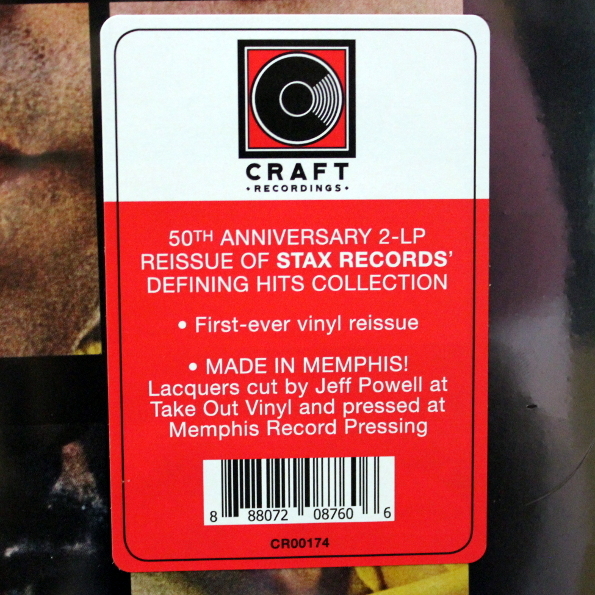 CRAFT
•RECORDINGS•
50TH ANNIVERSARY 2-LP
REISSUE OF STAX RECORDS'
DEFINING HITS COLLECTION
• First-ever vinyl reissue
• MADE IN MEMPHIS!
Lacquers cut by Jeff Powell at
Take Out Vinyl and pressed at
Memphis Record Pressing
8 88072 08760 6
CR00174